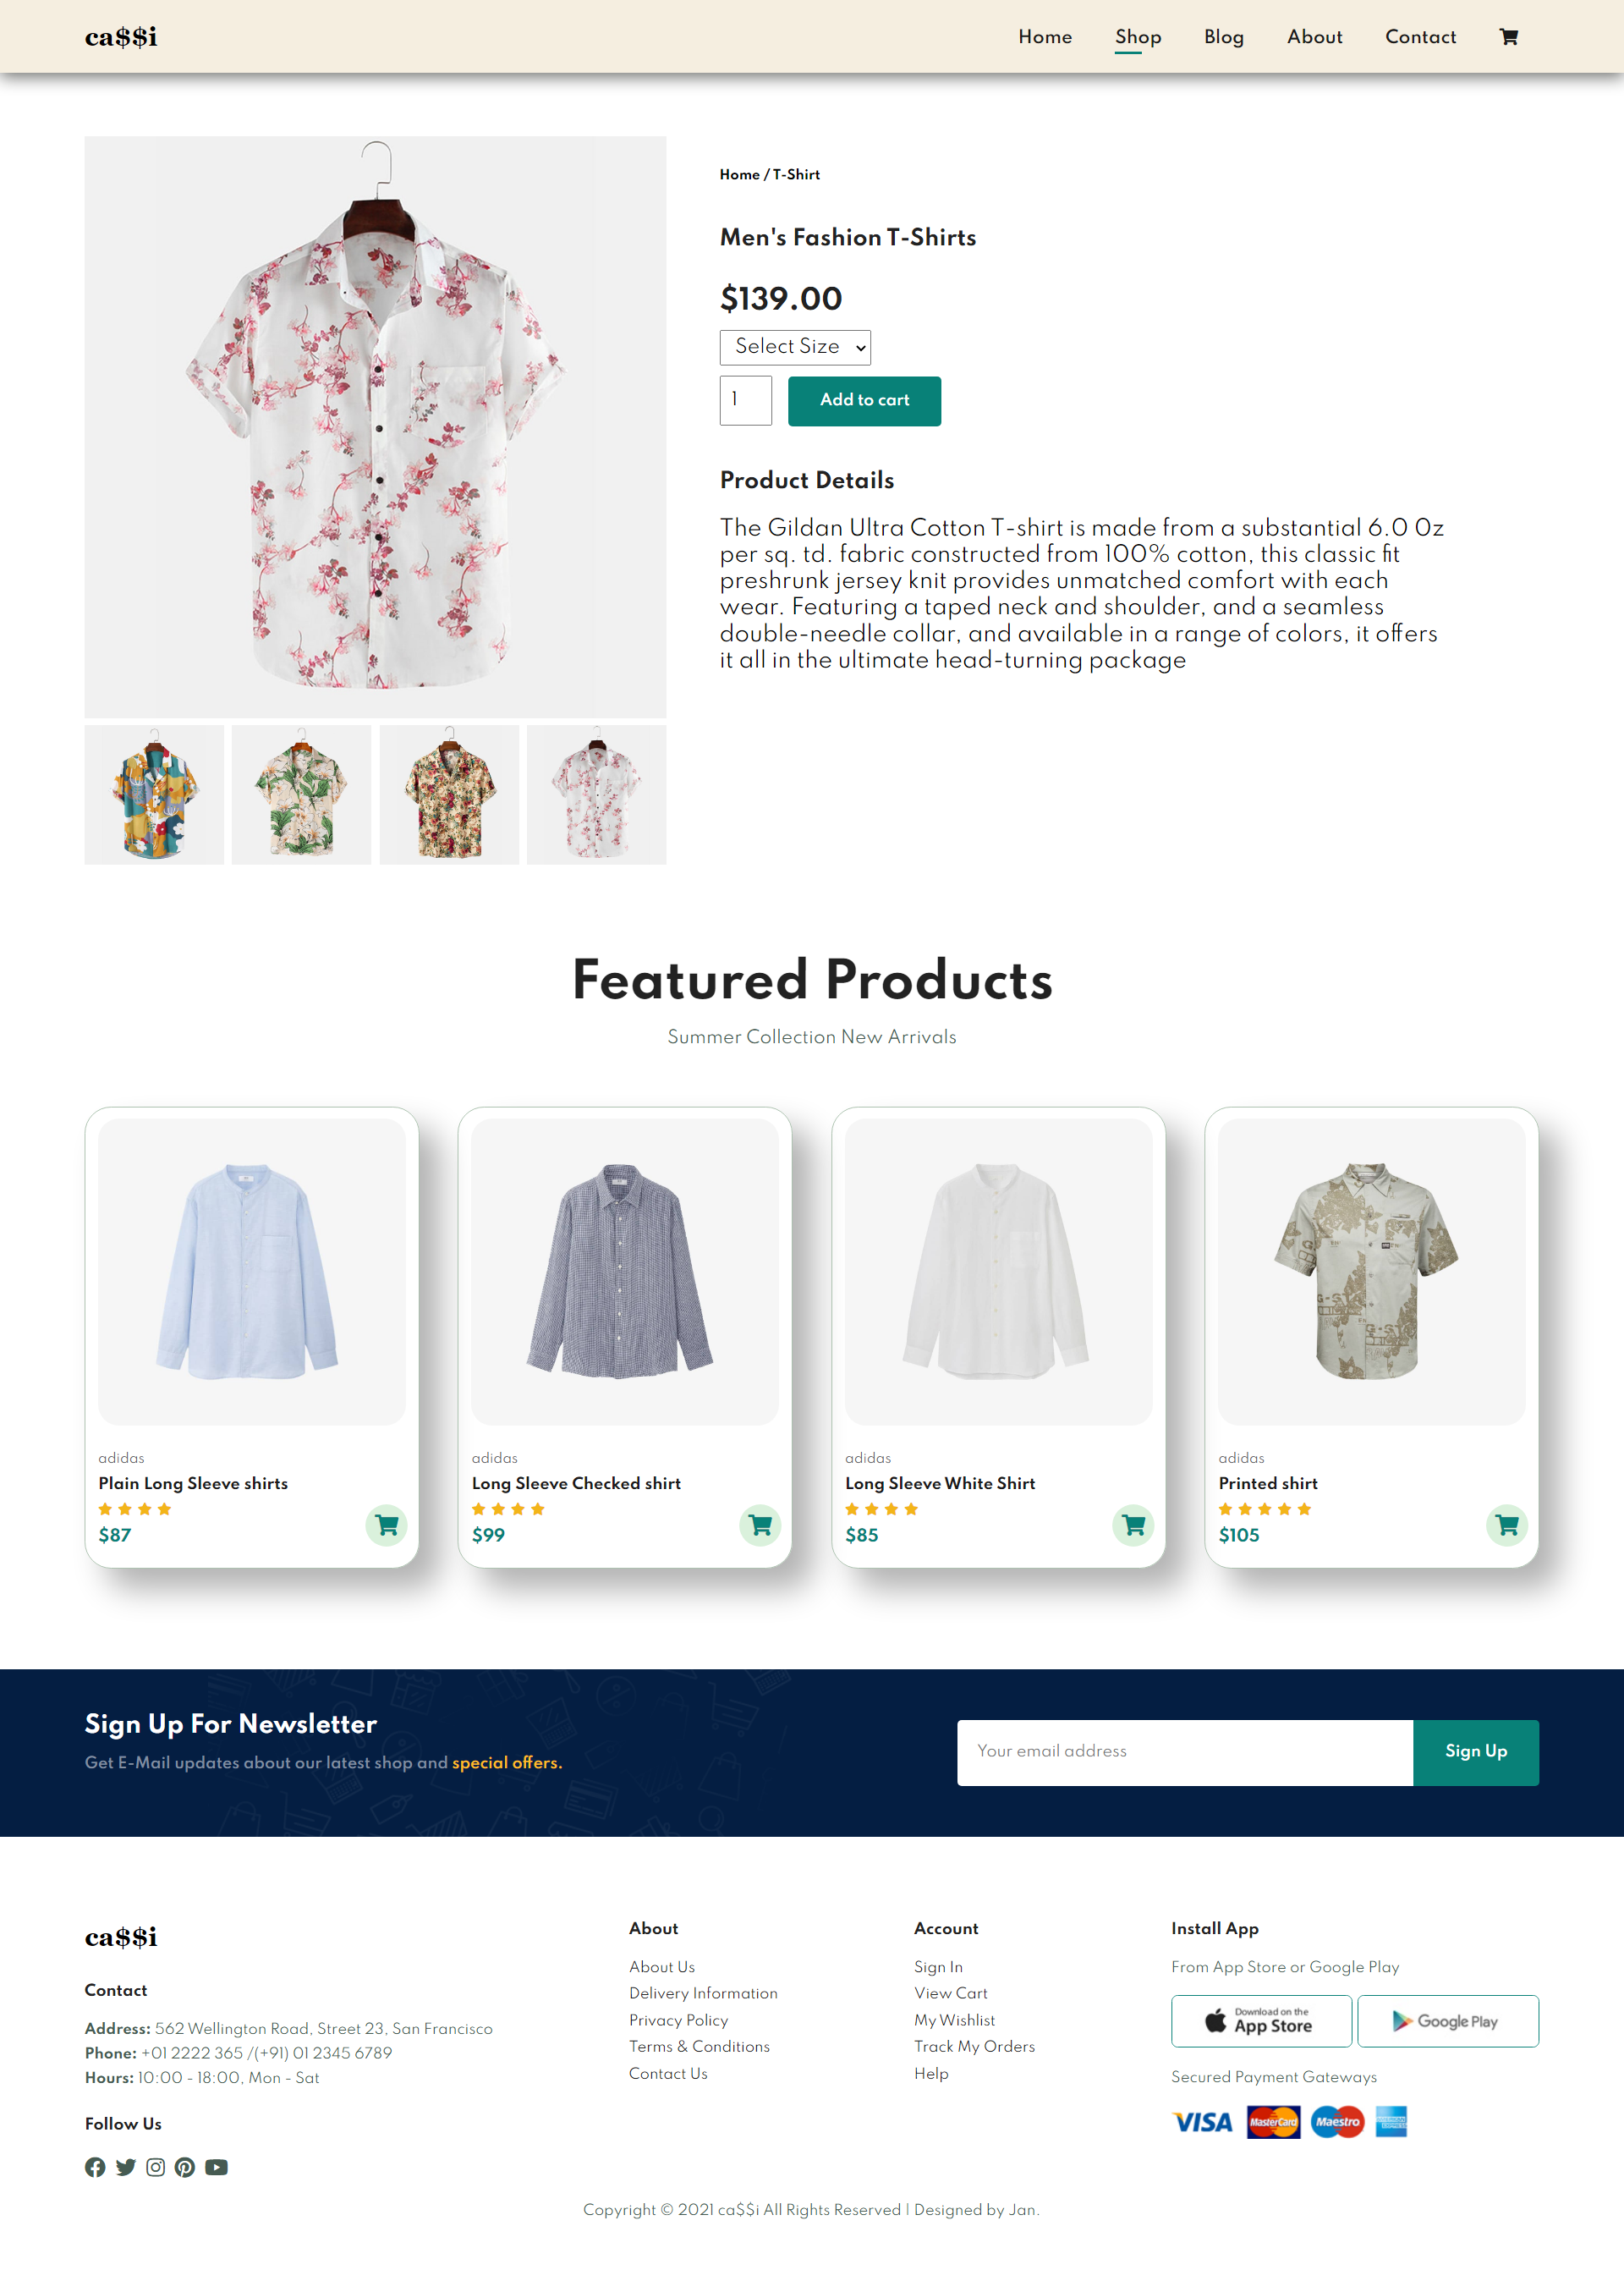 ca$$i
Home Shop Blog About Contact
Home / T-Shirt
Men's Fashion T-Shirts
$139.00
Select Size
1 Add to cart
Product Details
The Gildan Ultra Cotton T-shirt is made from a substantial 6.0 Oz
per sq. td. fabric constructed from 100% cotton, this classic fit
preshrunk jersey knit provides unmatched comfort with each
wear. Featuring a taped neck and shoulder, and a seamless
double-needle collar, and available in a range of colors, it offers
it all in the ultimate head-turning package
Featured Products
Summer Collection New Arrivals
adidas
Plain Long Sleeve shirts
$87
adidas
Long Sleeve Checked shirt
$99
adidas
Long Sleeve White Shirt
$85
adidas
Printed shirt
$105
Sign Up For Newsletter
Get E-Mail updates about our latest shop and special offers.
Your email address
Sign Up
ca$$i
Contact
Address: 562 Wellington Road, Street 23, San Francisco
Phone: +01 2222 365 /(+91) 01 2345 6789
Hours: 10:00 - 18:00, Mon - Sat
Follow Us
About
About Us
Delivery Information
Privacy Policy
Terms & Conditions
Contact Us
Account
Sign In
View Cart
My Wishlist
Track My Orders
Help
Install App
From App Store or Google Play
Download on the
App Store
Google Play
Secured Payment Gateways
VISA MasterCard Maestro AMERICAN EXPRESS
Copyright © 2021 ca$$i All Rights Reserved | Designed by Jan.